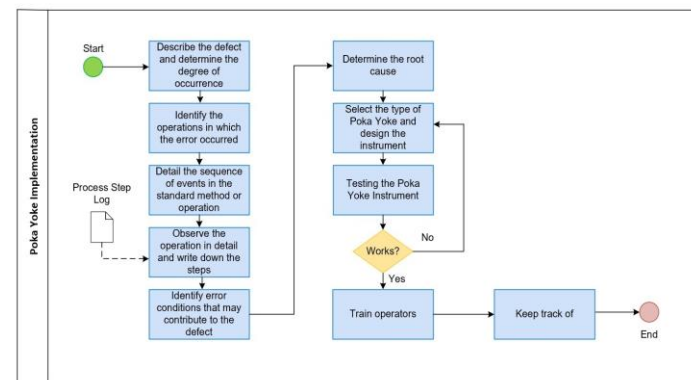 Poka Yoke Implementation
Start
Describe the defect
and determine the
degree of
occurrence
Identify the
operations in which
the error occurred
Detail the sequence
of events in the
standard method or
operation
Process Step
Log
Observe the
operation in detail
and write down the
steps
Identify error
conditions that may
contribute to the
defect
Determine the root
cause
Select the type of
Poka Yoke and
design the
instrument
Testing the Poka
Yoke Instrument
Works?
No
Yes
Train operators
Keep track of
End